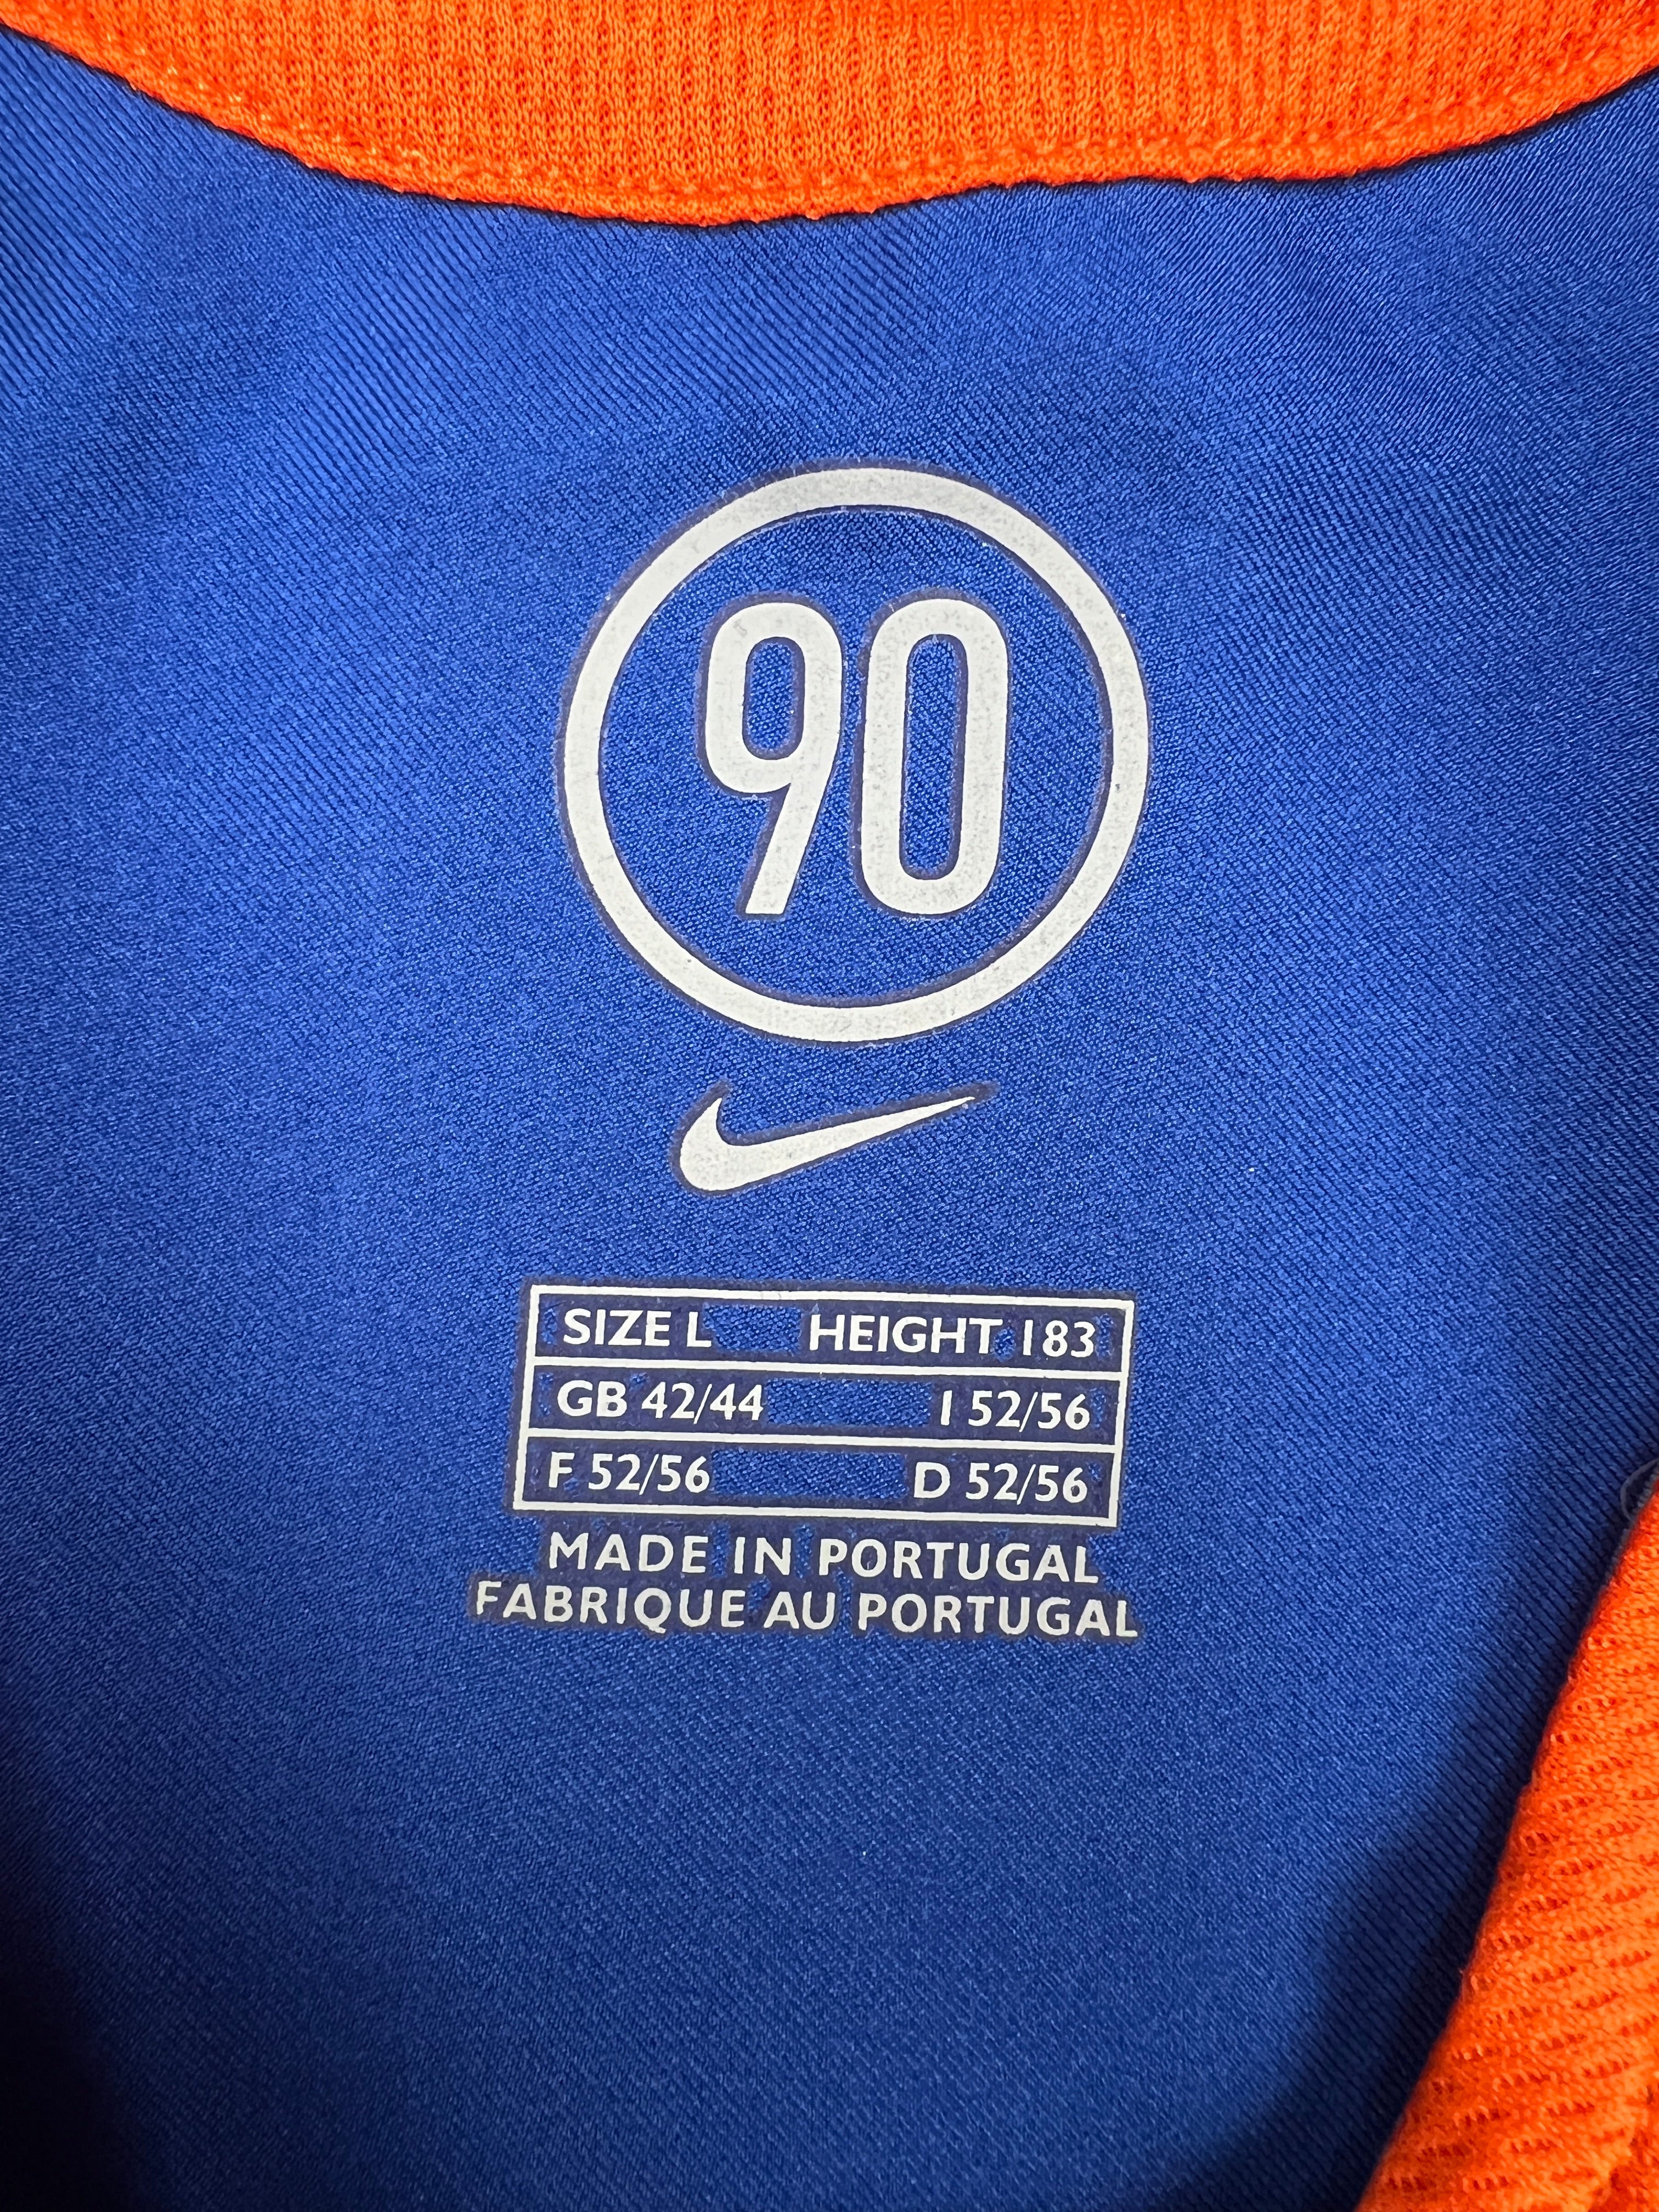 90
SIZE L HEIGHT 183
GB 42/44 I 52/56
F 52/56 D 52/56
MADE IN PORTUGAL
FABRIQUE AU PORTUGAL